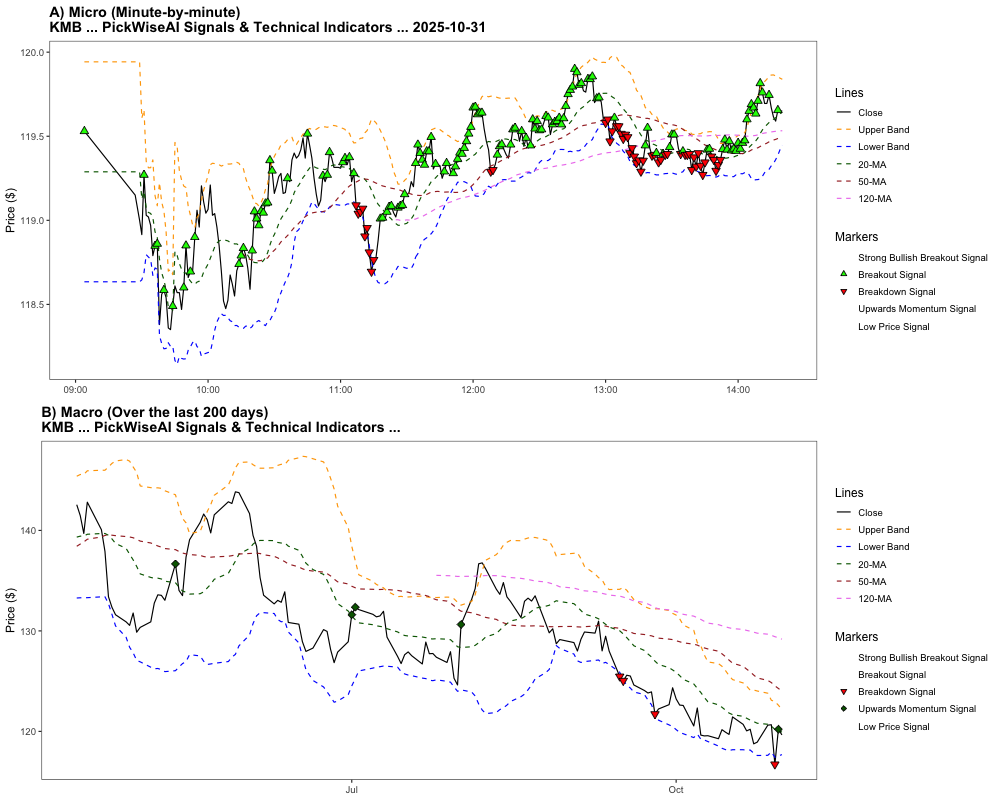 A) Micro (Minute-by-minute)
KMB ... PickWiseAI Signals & Technical Indicators ... 2025-10-31
120.0
119.5
119.0
118.5
Price ($)
09:00
10:00
11:00
12:00
13:00
14:00
Lines
Close
Upper Band
Lower Band
20-MA
50-MA
120-MA
Markers
Strong Bullish Breakout Signal
Breakout Signal
Breakdown Signal
Upwards Momentum Signal
Low Price Signal
B) Macro (Over the last 200 days)
KMB ... PickWiseAI Signals & Technical Indicators ...
140
130
120
Price ($)
Jul
Oct
Lines
Close
Upper Band
Lower Band
20-MA
50-MA
120-MA
Markers
Strong Bullish Breakout Signal
Breakout Signal
Breakdown Signal
Upwards Momentum Signal
Low Price Signal